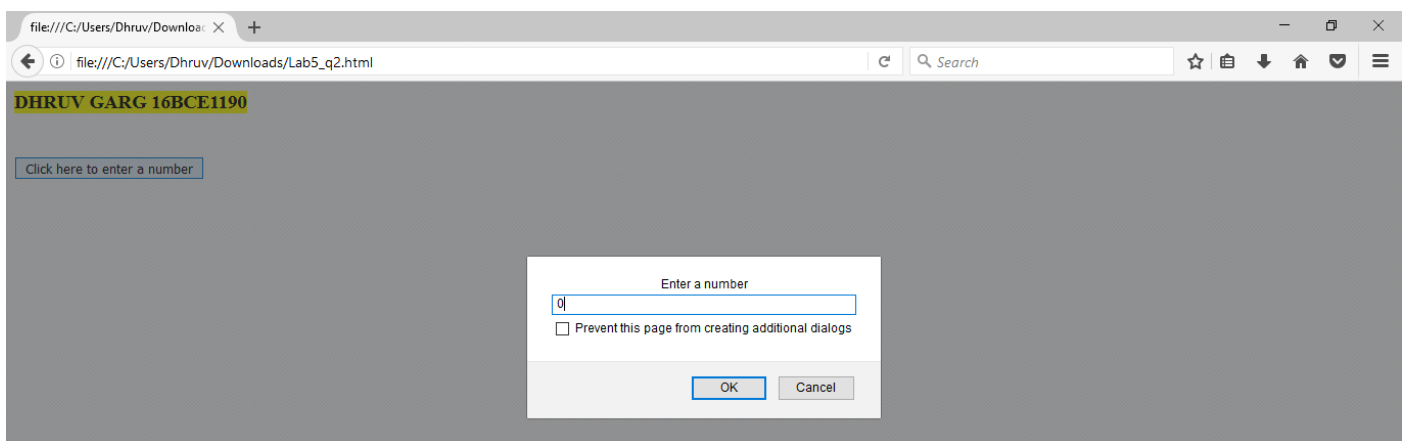 file:///C:/Users/Dhruv/Downloa
file:///C:/Users/Dhruv/Downloads/Lab5_q2.html
Search
DHRUV GARG 16BCE1190
Click here to enter a number
Enter a number
0
Prevent this page from creating additional dialogs
OK Cancel